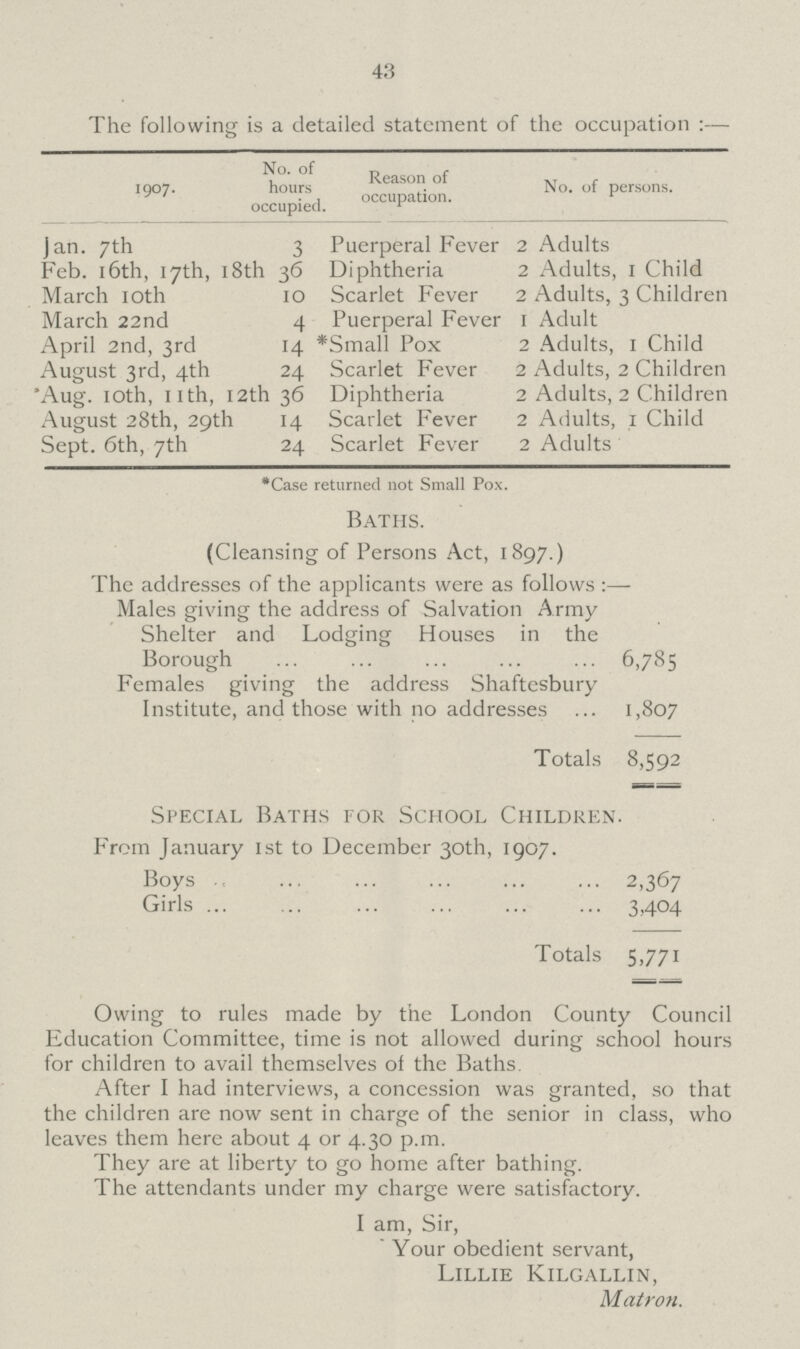 43
The following is a detailed statement of the occupation :—
1907. No. of hours occupied. Reason of occupation. No. of persons.
Jan. 7th 3 Puerperal Fever 2 Adults
Feb. 16th, 17th, 18th 36 Diphtheria 2 Adults, 1 Child
March 10th 10 Scarlet Fever 2 Adults, 3 Children
March 22nd 4 Puerperal Fever 1 Adult
April 2nd, 3rd 14 *Small Pox 2 Adults, 1 Child
August 3rd, 4th 24 Scarlet Fever 2 Adults, 2 Children
Aug. 10th, 11th, 12th 36 Diphtheria 2 Adults, 2 Children
August 28th, 29th 14 Scarlet Fever 2 Adults, 1 Child
Sept. 6th, 7th 24 Scarlet Fever 2 Adults
*Case returned not Small Pox.
BATHS.
(Cleansing of Persons Act, 1897.)
The addresses of the applicants were as follows :—
Males giving the address of Salvation Army
Shelter and Lodging Houses in the
Borough ... ... ... ... ... 6,785
Females giving the address Shaftesbury
Institute, and those with no addresses ... 1,807
Totals 8,592
SPECIAL BATHS FOR SCHOOL CHILDREN.
From January 1st to December 30th, 1907.
Boys .. ... ... ... ... ... 2,367
Girls ... ... ... ... ... ... 3,404
Totals 5,771
Owing to rules made by the London County Council
Education Committee, time is not allowed during school hours
for children to avail themselves of the Baths.
After I had interviews, a concession was granted, so that
the children are now sent in charge of the senior in class, who
leaves them here about 4 or 4.30 p.m.
They are at liberty to go home after bathing.
The attendants under my charge were satisfactory.
I am, Sir,
Your obedient servant,
LILLIE KILGALLIN,
Matron.